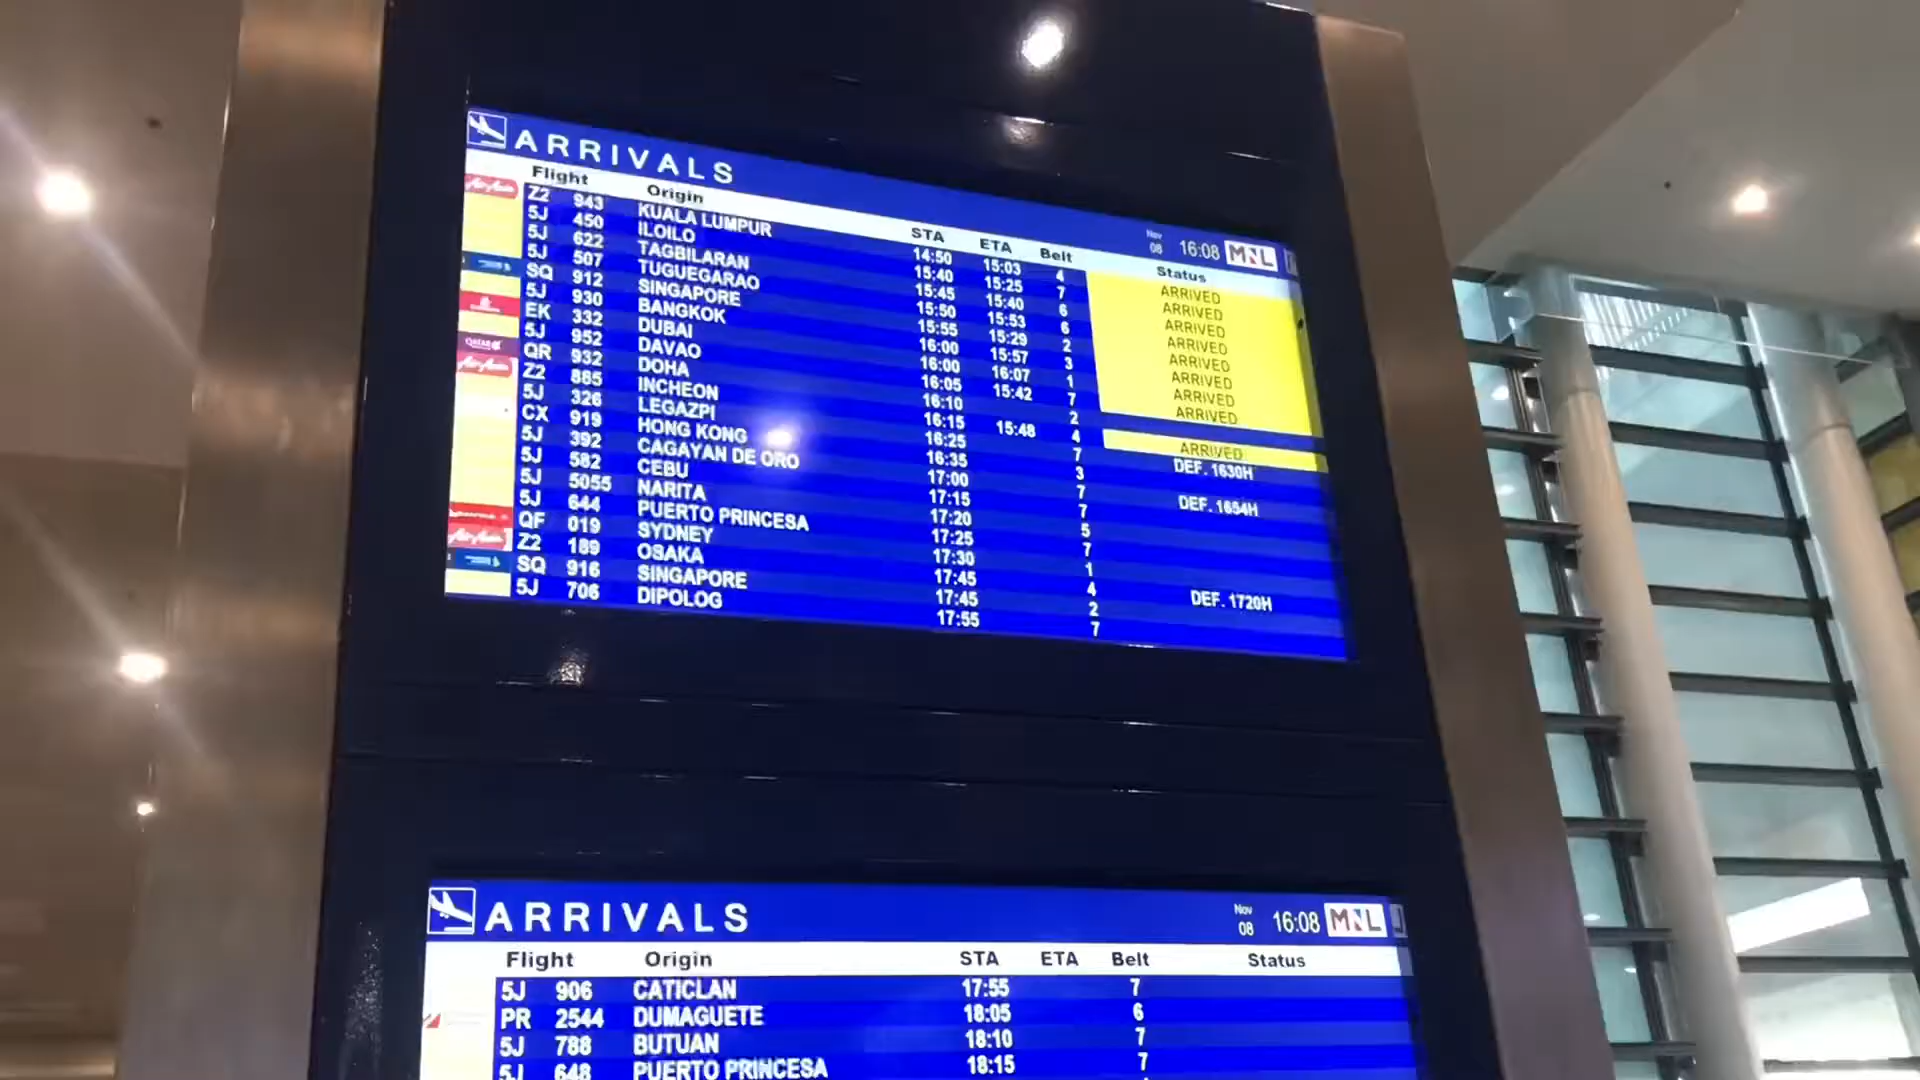 ARRIVALS
Nov 08 16:08 MNL
Flight Origin STA ETA Belt Status
AirAsia Z2 943 KUALA LUMPUR 14:50 15:03 4 ARRIVED
5J 450 ILOILO 15:40 15:25 7 ARRIVED
5J 622 TAGBILARAN 15:45 15:40 6 ARRIVED
5J 507 TUGUEGARAO 15:50 15:53 6 ARRIVED
SQ 912 SINGAPORE 15:55 15:29 2 ARRIVED
5J 930 BANGKOK 16:00 15:57 3 ARRIVED
EK 332 DUBAI 16:00 16:07 1 ARRIVED
5J 952 DAVAO 16:05 15:42 7 ARRIVED
QATAR QR 932 DOHA 16:10 2
AirAsia Z2 885 INCHEON 16:15 15:48 4 ARRIVED
5J 326 LEGAZPI 16:25 7 DEF. 1630H
CX 919 HONG KONG 16:35 3
5J 392 CAGAYAN DE ORO 17:00 7 DEF. 1654H
5J 582 CEBU 17:15 7
5J 5055 NARITA 17:20 5
5J 644 PUERTO PRINCESA 17:25 7
QF 019 SYDNEY 17:30 1
AirAsia Z2 189 OSAKA 17:45 4 DEF. 1720H
SQ 916 SINGAPORE 17:45 2
5J 706 DIPOLOG 17:55 7
ARRIVALS
Nov 08 16:08 MNL
Flight Origin STA ETA Belt Status
5J 906 CATICLAN 17:55 7
PR 2544 DUMAGUETE 18:05 6
5J 788 BUTUAN 18:10 7
5J 648 PUERTO PRINCESA 18:15 7